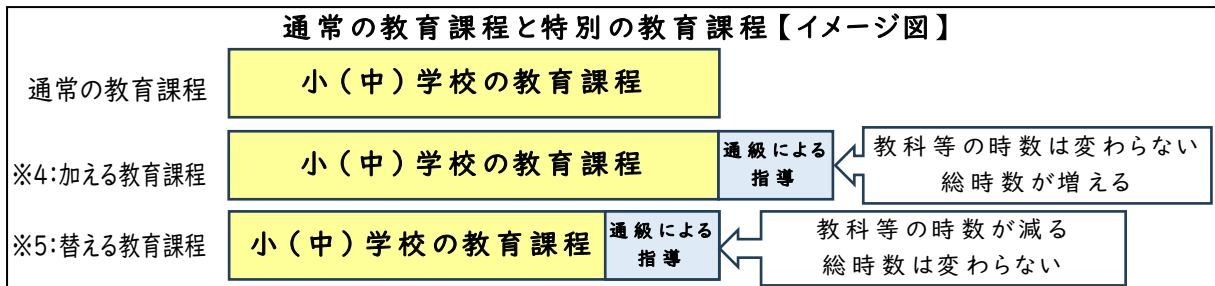 通常の教育課程と特別の教育課程【イメージ図】
通常の教育課程
小(中)学校の教育課程
※4:加える教育課程
小(中)学校の教育課程
通級による
指導
教科等の時数は変わらない
総時数が増える
※5:替える教育課程
小(中)学校の教育課程
通級による
指導
教科等の時数が減る
総時数は変わらない